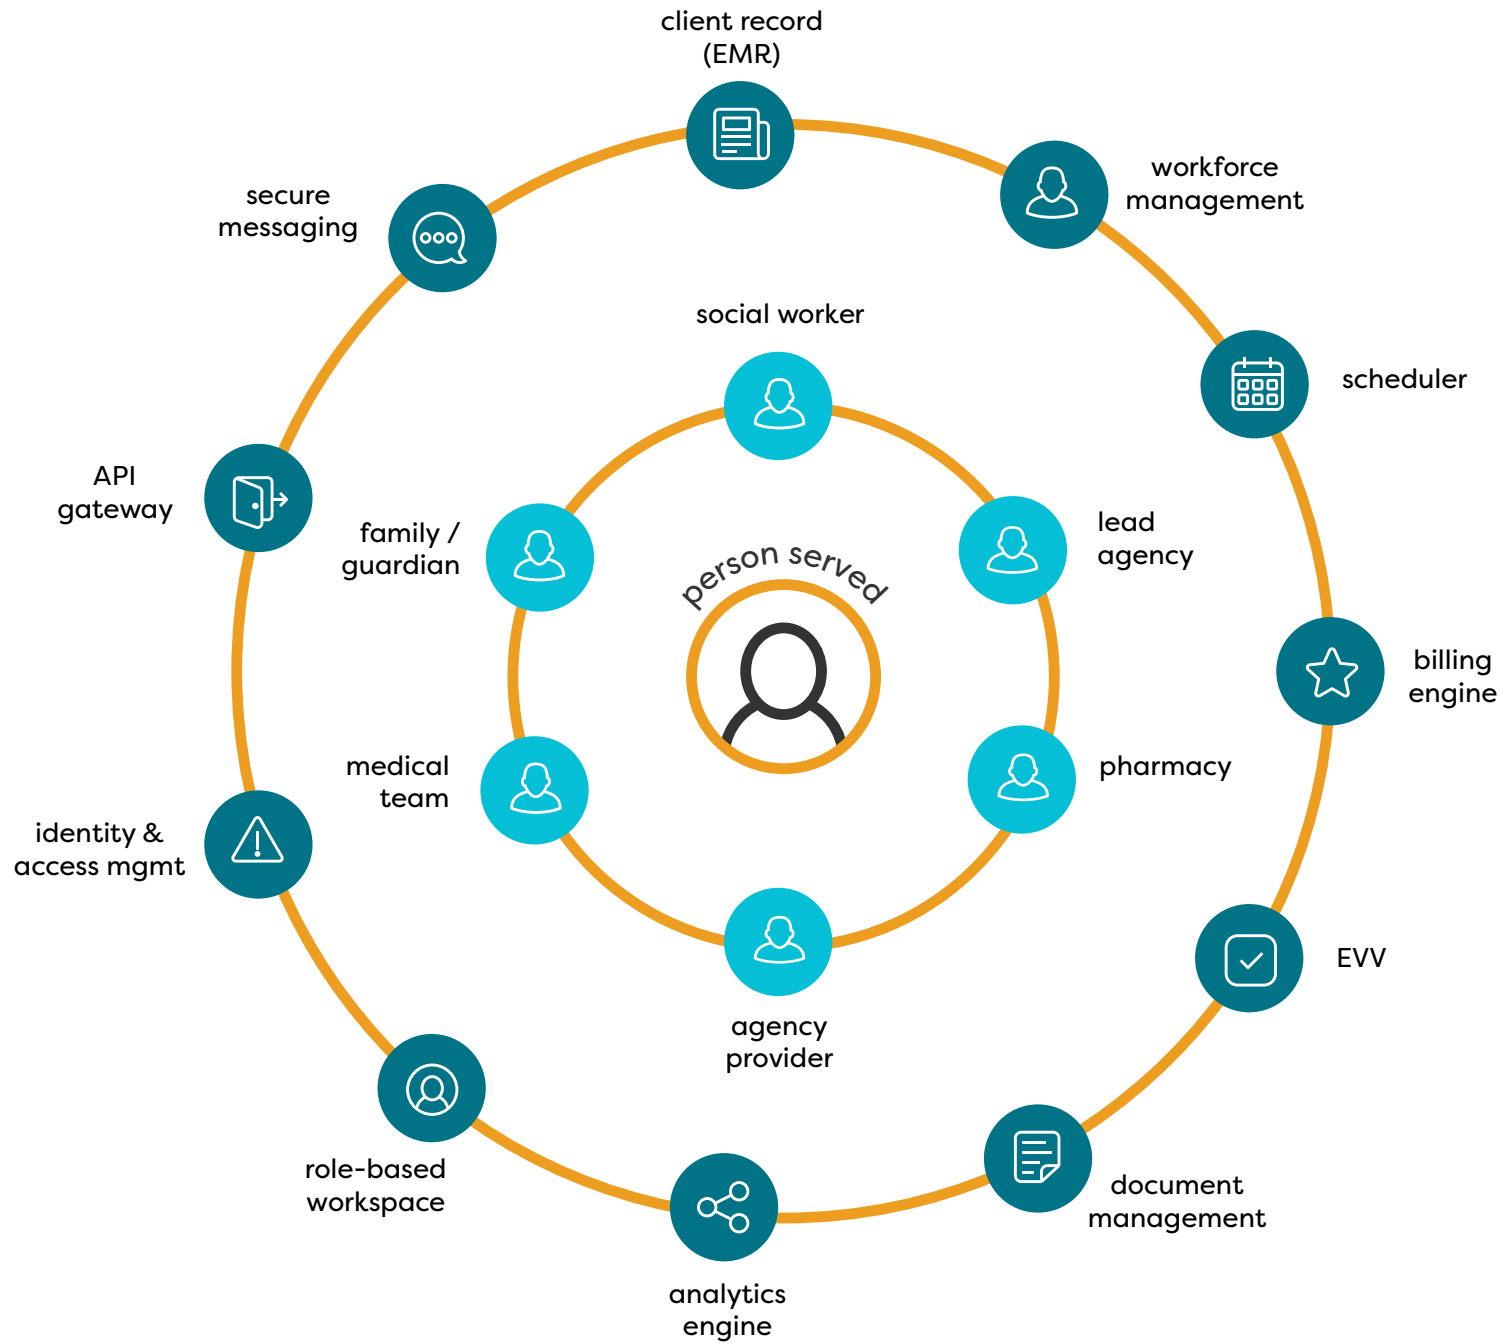 client record
(EMR)
workforce
management
secure
messaging
social worker
scheduler
API
gateway
family /
guardian
lead
agency
person served
billing
engine
medical
team
pharmacy
identity &
access mgmt
EVV
agency
provider
role-based
workspace
document
management
analytics
engine